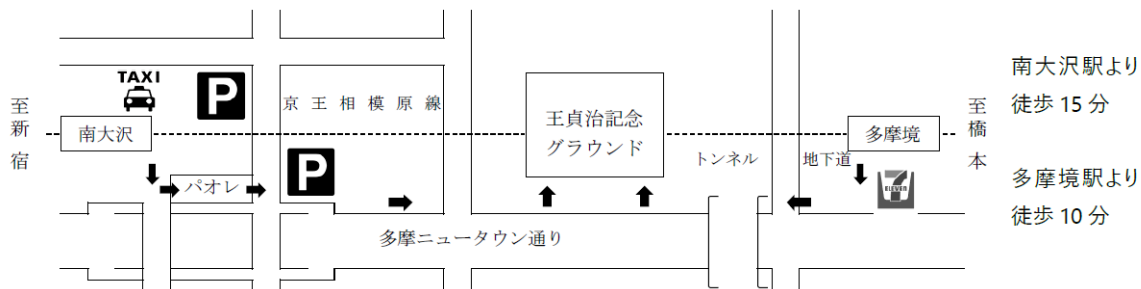 TAXI
P
至新宿
南大沢
京王相模原線
王貞治記念
グラウンド
多摩境
至橋本
南大沢駅より
徒歩 15 分
パオレ
P
トンネル
地下道
7
ELEVEN
多摩境駅より
徒歩 10 分
多摩ニュータウン通り